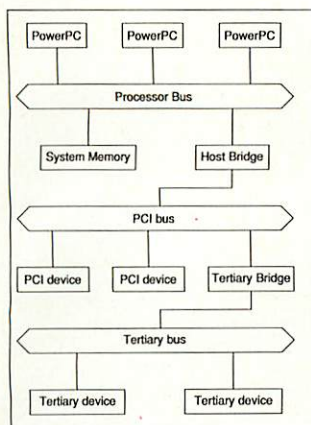 PowerPC PowerPC PowerPC
Processor Bus
System Memory Host Bridge
PCI bus
PCI device PCI device Tertiary Bridge
Tertiary bus
Tertiary device Tertiary device